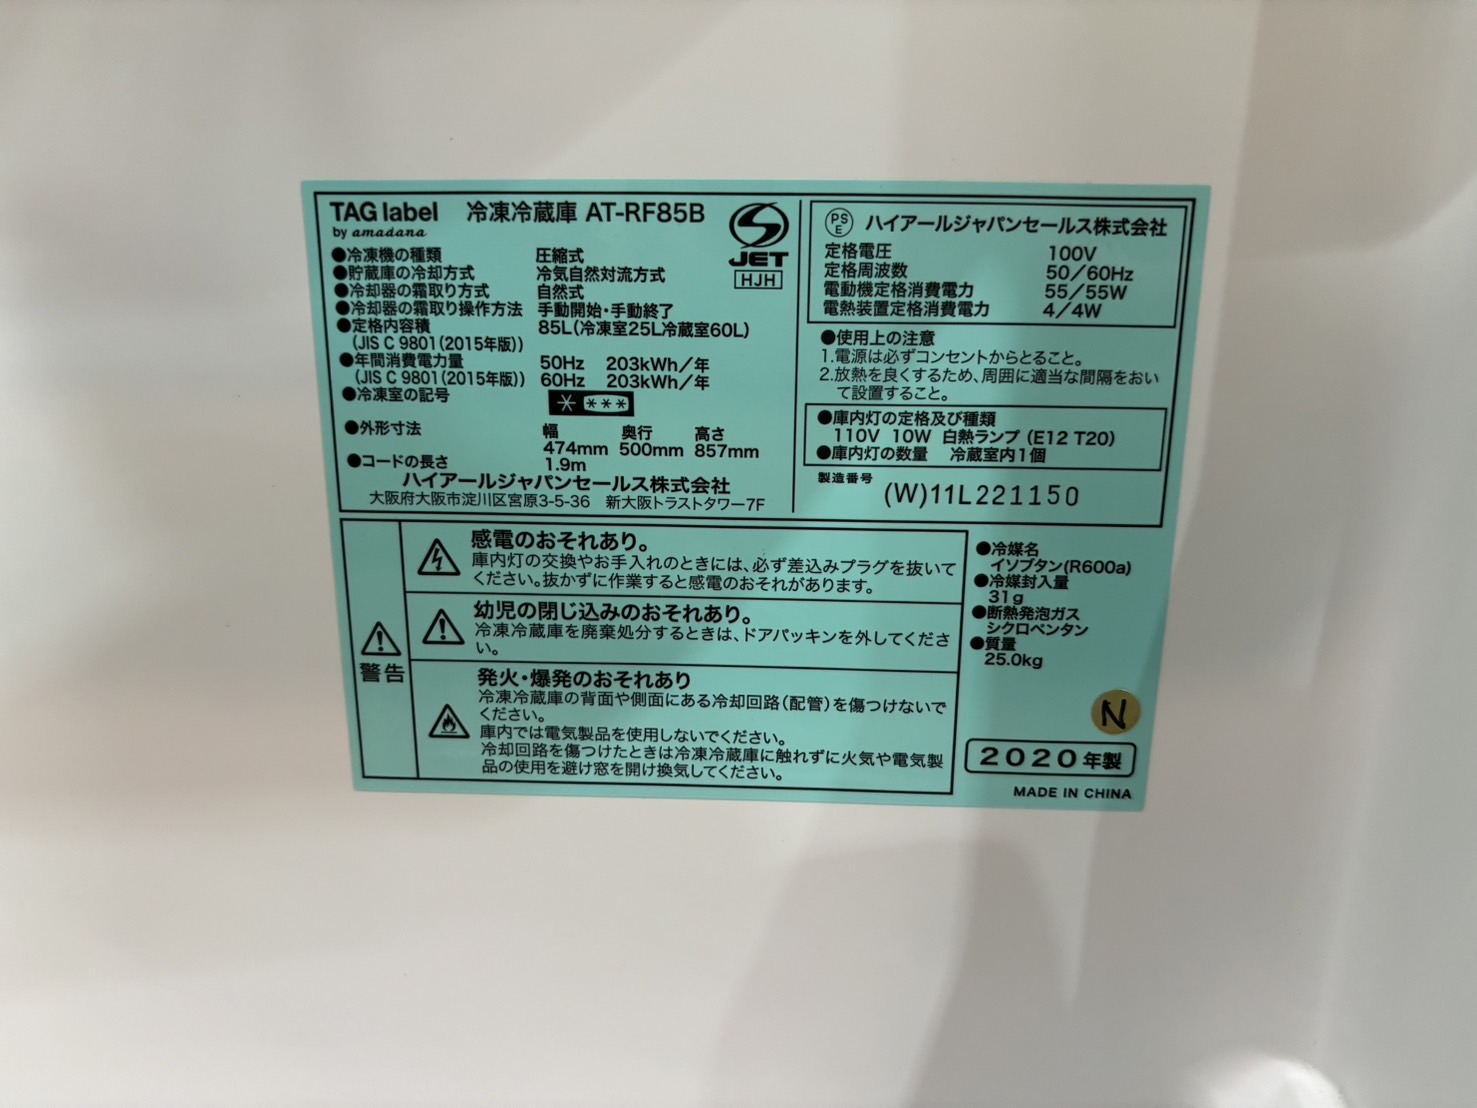 TAG label 冷凍冷蔵庫 AT-RF85B
by amadana
JET
HJH
●冷凍機の種類 圧縮式
●貯蔵庫の冷却方式 冷気自然対流方式
●冷却器の霜取り方式 自然式
●冷却器の霜取り操作方法 手動開始・手動終了
●定格内容積 85L(冷凍室25L冷蔵室60L)
(JIS C 9801(2015年版))
●年間消費電力量 50Hz 203kWh/年
(JIS C 9801(2015年版)) 60Hz 203kWh/年
●冷凍室の記号 * ***
●外形寸法 幅 奥行 高さ
474mm 500mm 857mm
●コードの長さ 1.9m
ハイアールジャパンセールス株式会社
大阪府大阪市淀川区宮原3-5-36 新大阪トラストタワー7F
PS
E
ハイアールジャパンセールス株式会社
定格電圧 100V
定格周波数 50/60Hz
電動機定格消費電力 55/55W
電熱装置定格消費電力 4/4W
●使用上の注意
1.電源は必ずコンセントからとること。
2.放熱を良くするため、周囲に適当な間隔をおい
て設置すること。
●庫内灯の定格及び種類
110V 10W 白熱ランプ (E12 T20)
●庫内灯の数量 冷蔵室内1個
製造番号 (W)11L221150
警告
感電のおそれあり。
庫内灯の交換やお手入れのときには、必ず差込みプラグを抜いて
ください。抜かずに作業すると感電のおそれがあります。
幼児の閉じ込みのおそれあり。
冷凍冷蔵庫を廃棄処分するときは、ドアパッキンを外してくださ
い。
発火・爆発のおそれあり
冷凍冷蔵庫の背面や側面にある冷却回路(配管)を傷つけないで
ください。
庫内では電気製品を使用しないでください。
冷却回路を傷つけたときは冷凍冷蔵庫に触れずに火気や電気製
品の使用を避け窓を開け換気してください。
●冷媒名
イソブタン(R600a)
●冷媒封入量
31g
●断熱発泡ガス
シクロペンタン
●質量
25.0kg
N
2020年製
MADE IN CHINA